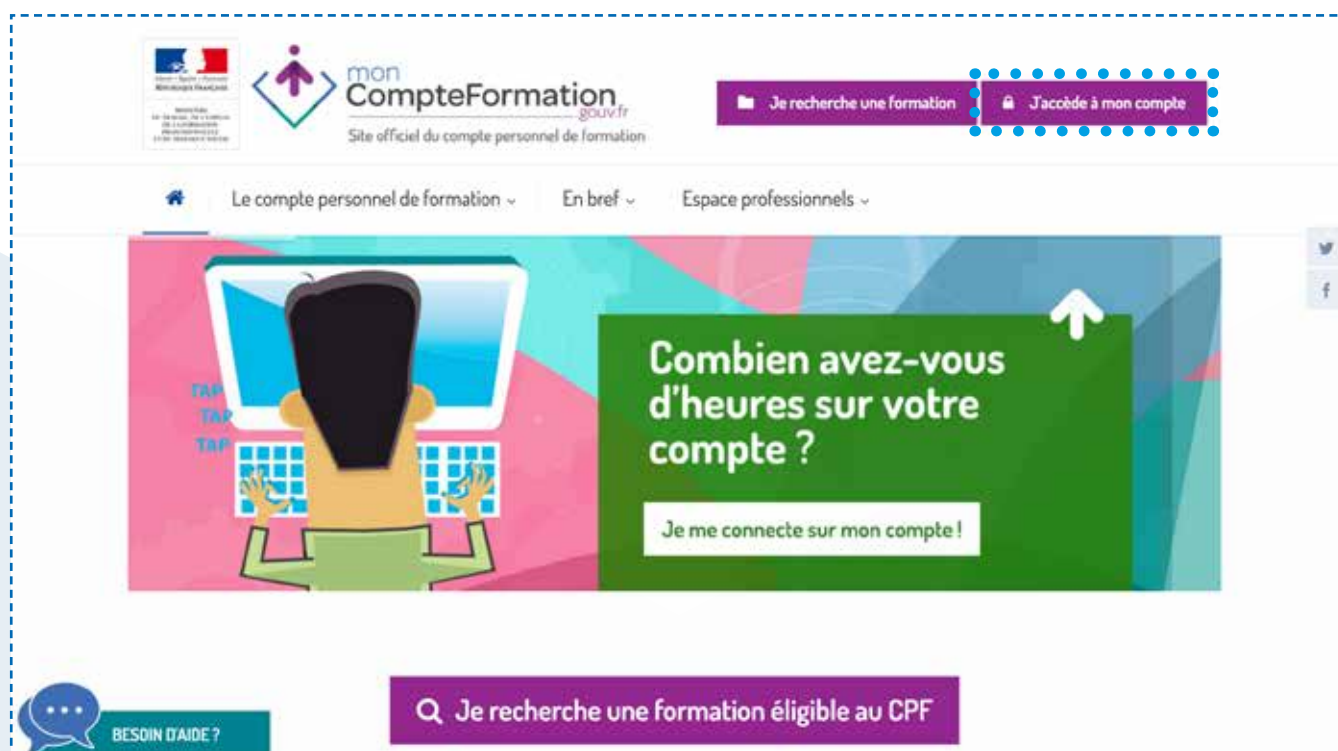 RÉPUBLIQUE FRANÇAISE
mon
CompteFormation
.gouv.fr
Site officiel du compte personnel de formation
Je recherche une formation
J'accède à mon compte
Le compte personnel de formation
En bref
Espace professionnels
TAP
TAP
TAP
Combien avez-vous
d'heures sur votre
compte ?
Je me connecte sur mon compte !
Je recherche une formation éligible au CPF
BESOIN D'AIDE ?